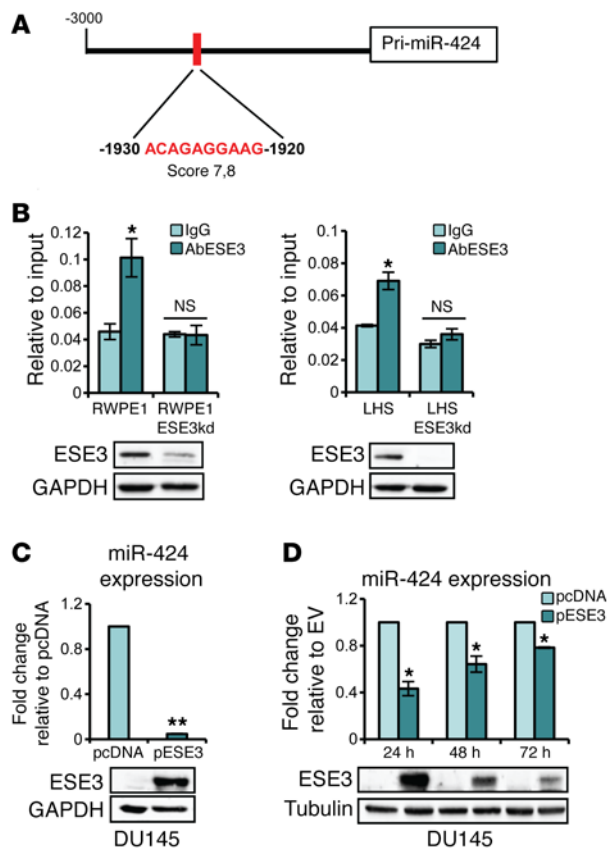 A
-3000
Pri-miR-424
-1930 ACAGAGGAAG-1920
Score 7,8
B
Relative to input
0.12
0.1
0.08
0.06
0.04
0.02
0
IgG
AbESE3
*
NS
RWPE1
RWPE1
ESE3kd
ESE3
GAPDH
Relative to input
0.1
0.08
0.06
0.04
0.02
0
IgG
AbESE3
*
NS
LHS
LHS
ESE3kd
ESE3
GAPDH
C
miR-424
expression
Fold change
relative to pcDNA
1.2
0.8
0.4
0
**
pcDNA
pESE3
ESE3
GAPDH
DU145
D
miR-424 expression
pcDNA
pESE3
Fold change
relative to EV
1.2
0.8
0.4
0
*
*
*
24 h
48 h
72 h
ESE3
Tubulin
DU145